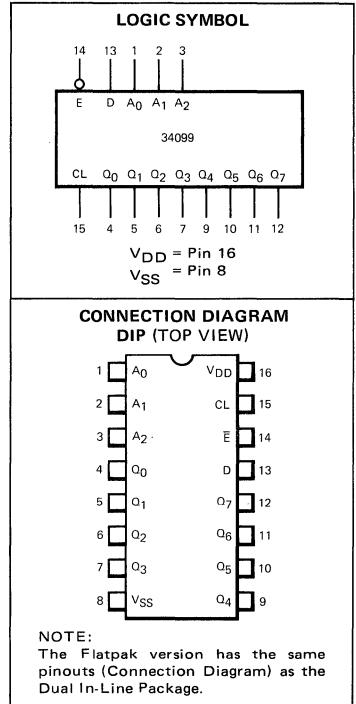 LOGIC SYMBOL
14 13 1 2 3
E D A0 A1 A2
34099
CL Q0 Q1 Q2 Q3 Q4 Q5 Q6 Q7
15 4 5 6 7 9 10 11 12
VDD = Pin 16
VSS = Pin 8
CONNECTION DIAGRAM
DIP (TOP VIEW)
1 A0 VDD 16
2 A1 CL 15
3 A2 E̅ 14
4 Q0 D 13
5 Q1 Q7 12
6 Q2 Q6 11
7 Q3 Q5 10
8 VSS Q4 9
NOTE:
The Flatpak version has the same
pinouts (Connection Diagram) as the
Dual In-Line Package.